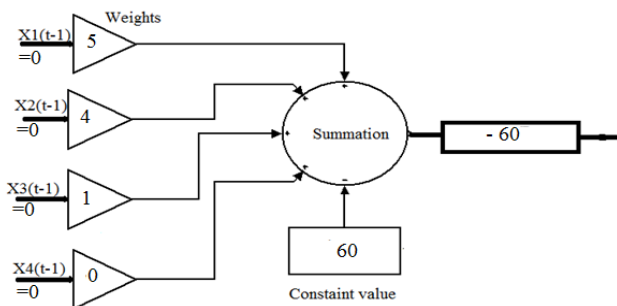 Weights
X1(t-1)
=0
5
X2(t-1)
=0
4
Summation
- 60
X3(t-1)
=0
1
X4(t-1)
=0
0
60
Constaint value